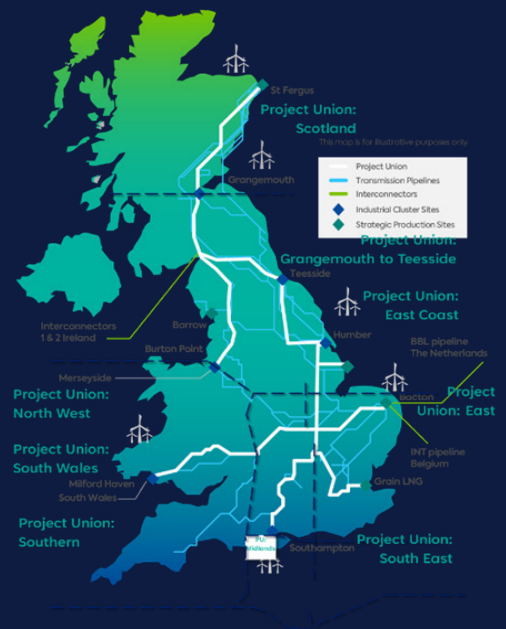 St Fergus
Project Union:
Scotland
This map is for illustrative purposes only
Project Union
Transmission Pipelines
Interconnectors
Industrial Cluster Sites
Strategic Production Sites
Grangemouth
Project Union:
Grangemouth to Teesside
Teesside
Project Union:
East Coast
Interconnectors
1 & 2 Ireland
Barrow
Humber
BBL pipeline
The Netherlands
Burton Point
Merseyside
Project Union:
North West
Bacton
Project
Union: East
Project Union:
South Wales
INT pipeline
Belgium
Milford Haven
South Wales
Grain LNG
Project Union:
Southern
PU:
Midlands
Southampton
Project Union:
South East